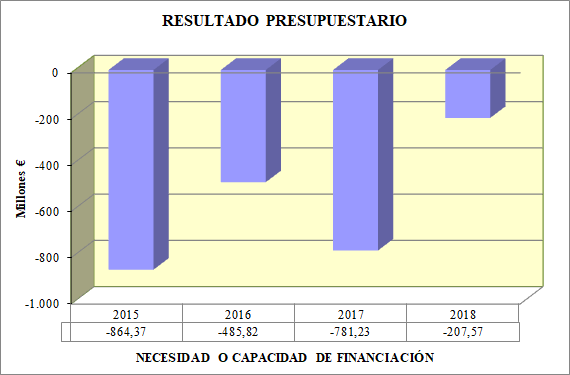 RESULTADO PRESUPUESTARIO
Millones €
0
-200
-400
-600
-800
-1.000
2015 2016 2017 2018
-864,37 -485,82 -781,23 -207,57
NECESIDAD O CAPACIDAD DE FINANCIACIÓN